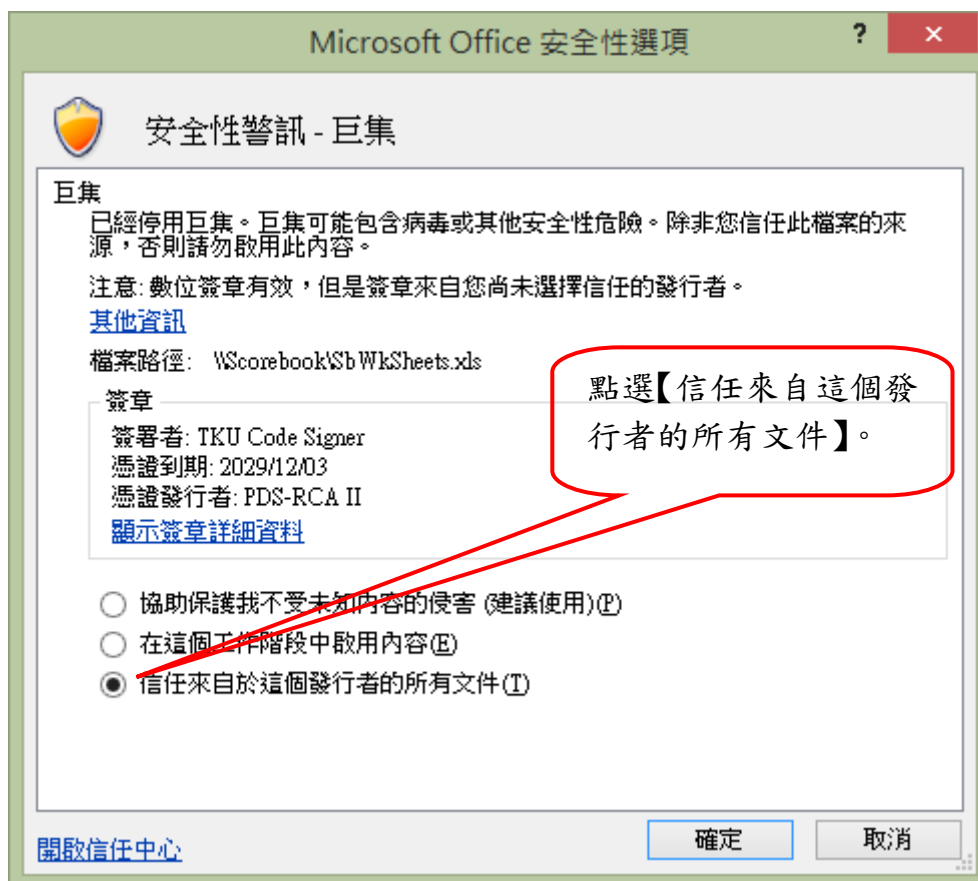 Microsoft Office 安全性選項
?
×
安全性警訊 - 巨集
巨集
已經停用巨集。巨集可能包含病毒或其他安全性危險。除非您信任此檔案的來
源，否則請勿啟用此內容。
注意: 數位簽章有效，但是簽章來自您尚未選擇信任的發行者。
其他資訊
檔案路徑: \\Scorebook\SbWkSheets.xls
點選【信任來自這個發
行者的所有文件】。
簽章
簽署者: TKU Code Signer
憑證到期: 2029/12/03
憑證發行者: PDS-RCA II
顯示簽章詳細資料
協助保護我不受未知內容的侵害 (建議使用)(P)
在這個工作階段中啟用內容(E)
信任來自於這個發行者的所有文件(T)
開啟信任中心
確定
取消